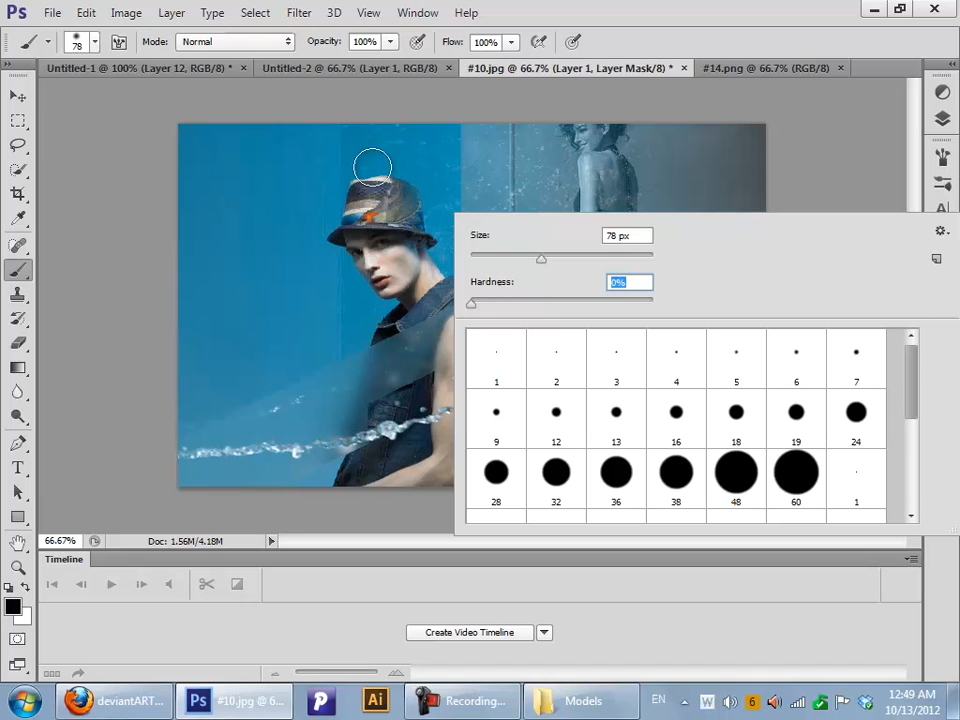 Ps File Edit Image Layer Type Select Filter 3D View Window Help
78 Mode: Normal Opacity: 100% Flow: 100%
Untitled-1 @ 100% (Layer 12, RGB/8) * × Untitled-2 @ 66.7% (Layer 1, RGB/8) × #10.jpg @ 66.7% (Layer 1, Layer Mask/8) * × #14.png @ 66.7% (RGB/8) ×
Size: 78 px
Hardness: 0%
1 2 3 4 5 6 7
9 12 13 16 18 19 24
28 32 36 38 48 60 1
66.67% Doc: 1.56M/4.18M
Timeline
Create Video Timeline
deviantART... Ps #10.jpg @ 6... P Ai Recording... Models EN W 6 12:49 AM
10/13/2012